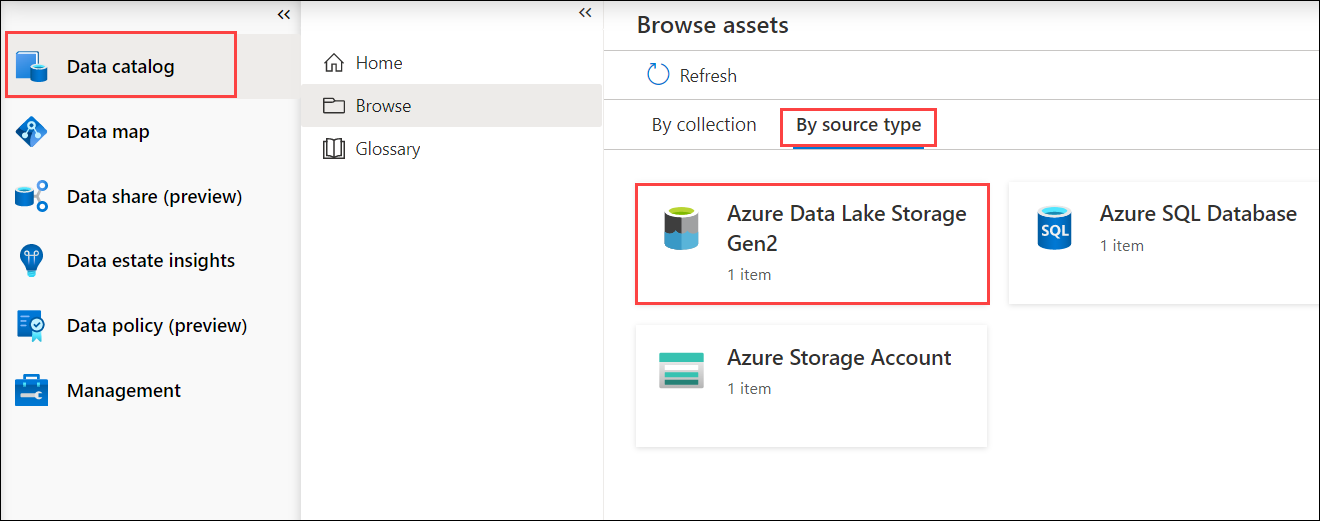 Data catalog
Data map
Data share (preview)
Data estate insights
Data policy (preview)
Management
Home
Browse
Glossary
Browse assets
Refresh
By collection
By source type
Azure Data Lake Storage
Gen2
1 item
SQL
Azure SQL Database
1 item
Azure Storage Account
1 item